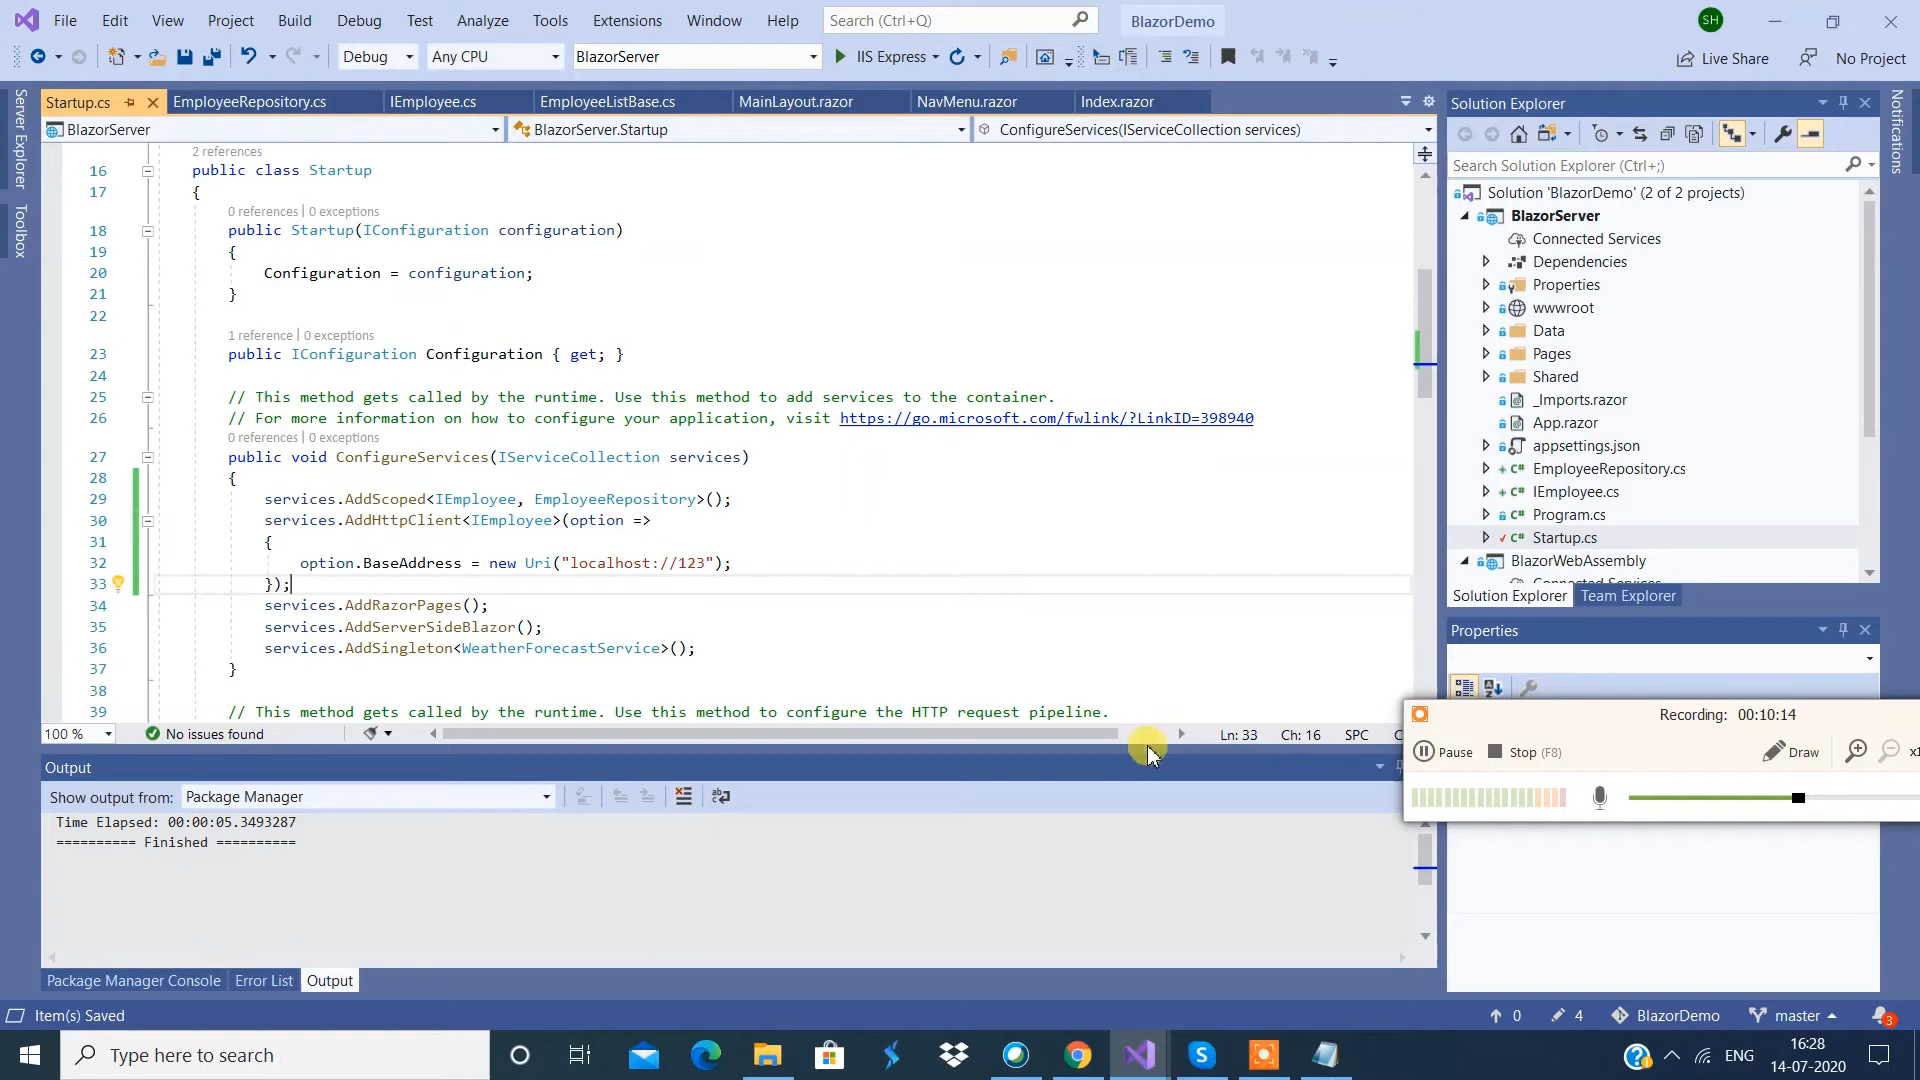 File Edit View Project Build Debug Test Analyze Tools Extensions Window Help Search (Ctrl+Q) BlazorDemo SH
Debug Any CPU BlazorServer IIS Express Live Share No Project
Server Explorer
Toolbox
Startup.cs EmployeeRepository.cs IEmployee.cs EmployeeListBase.cs MainLayout.razor NavMenu.razor Index.razor
BlazorServer BlazorServer.Startup ConfigureServices(IServiceCollection services)
2 references
16 public class Startup
17 {
0 references | 0 exceptions
18 public Startup(IConfiguration configuration)
19 {
20 Configuration = configuration;
21 }
22
1 reference | 0 exceptions
23 public IConfiguration Configuration { get; }
24
25 // This method gets called by the runtime. Use this method to add services to the container.
26 // For more information on how to configure your application, visit https://go.microsoft.com/fwlink/?LinkID=398940
0 references | 0 exceptions
27 public void ConfigureServices(IServiceCollection services)
28 {
29 services.AddScoped<IEmployee, EmployeeRepository>();
30 services.AddHttpClient<IEmployee>(option =>
31 {
32 option.BaseAddress = new Uri("localhost://123");
33 });
34 services.AddRazorPages();
35 services.AddServerSideBlazor();
36 services.AddSingleton<WeatherForecastService>();
37 }
38
39 // This method gets called by the runtime. Use this method to configure the HTTP request pipeline.
100 % No issues found Ln: 33 Ch: 16 SPC
Output
Show output from: Package Manager
Time Elapsed: 00:00:05.3493287
========== Finished ==========
Package Manager Console Error List Output
Solution Explorer
Search Solution Explorer (Ctrl+;)
Solution 'BlazorDemo' (2 of 2 projects)
BlazorServer
Connected Services
Dependencies
Properties
wwwroot
Data
Pages
Shared
_Imports.razor
App.razor
appsettings.json
EmployeeRepository.cs
IEmployee.cs
Program.cs
Startup.cs
BlazorWebAssembly
Solution Explorer Team Explorer
Properties
Recording: 00:10:14
Pause Stop (F8) Draw
Notifications
Item(s) Saved 0 4 BlazorDemo master 3
Type here to search ENG 16:28
14-07-2020